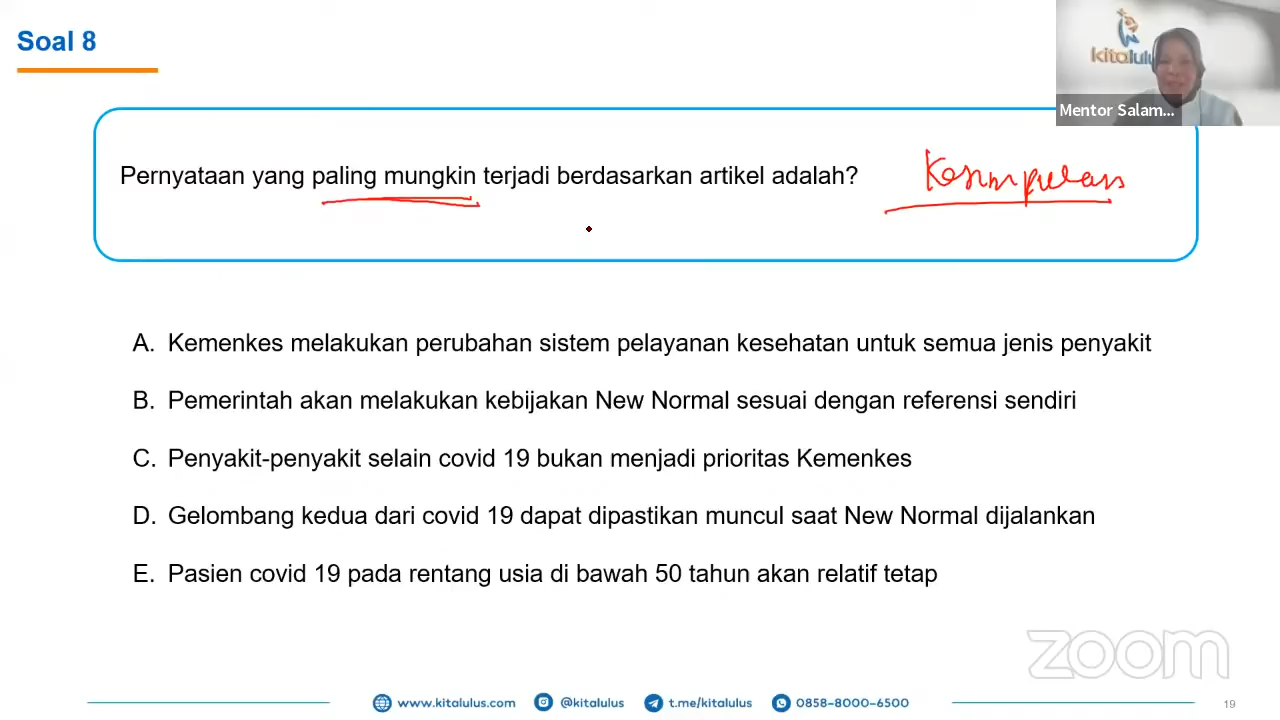 Soal 8
kitalulus
Mentor Salam...
Pernyataan yang paling mungkin terjadi berdasarkan artikel adalah?
Kesimpulan
A. Kemenkes melakukan perubahan sistem pelayanan kesehatan untuk semua jenis penyakit
B. Pemerintah akan melakukan kebijakan New Normal sesuai dengan referensi sendiri
C. Penyakit-penyakit selain covid 19 bukan menjadi prioritas Kemenkes
D. Gelombang kedua dari covid 19 dapat dipastikan muncul saat New Normal dijalankan
E. Pasien covid 19 pada rentang usia di bawah 50 tahun akan relatif tetap
zoom
www.kitalulus.com @kitalulus t.me/kitalulus 0858-8000-6500 19